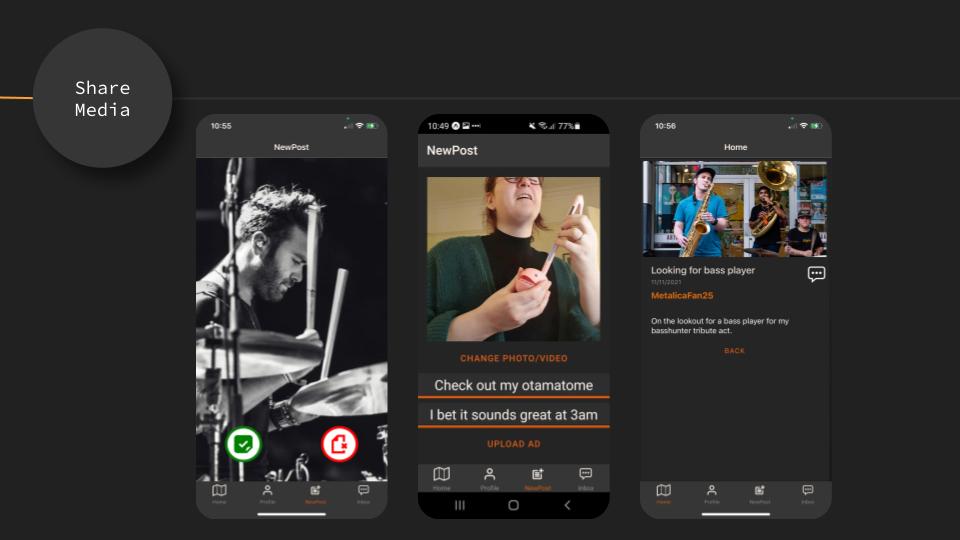 Share
Media
10:55
NewPost
Home
Profile
NewPost
Inbox
10:49
77%
NewPost
CHANGE PHOTO/VIDEO
Check out my otamatome
I bet it sounds great at 3am
UPLOAD AD
Home
Profile
NewPost
Inbox
10:56
Home
Looking for bass player
11/11/2021
MetalicaFan25
On the lookout for a bass player for my
basshunter tribute act.
BACK
Home
Profile
NewPost
Inbox